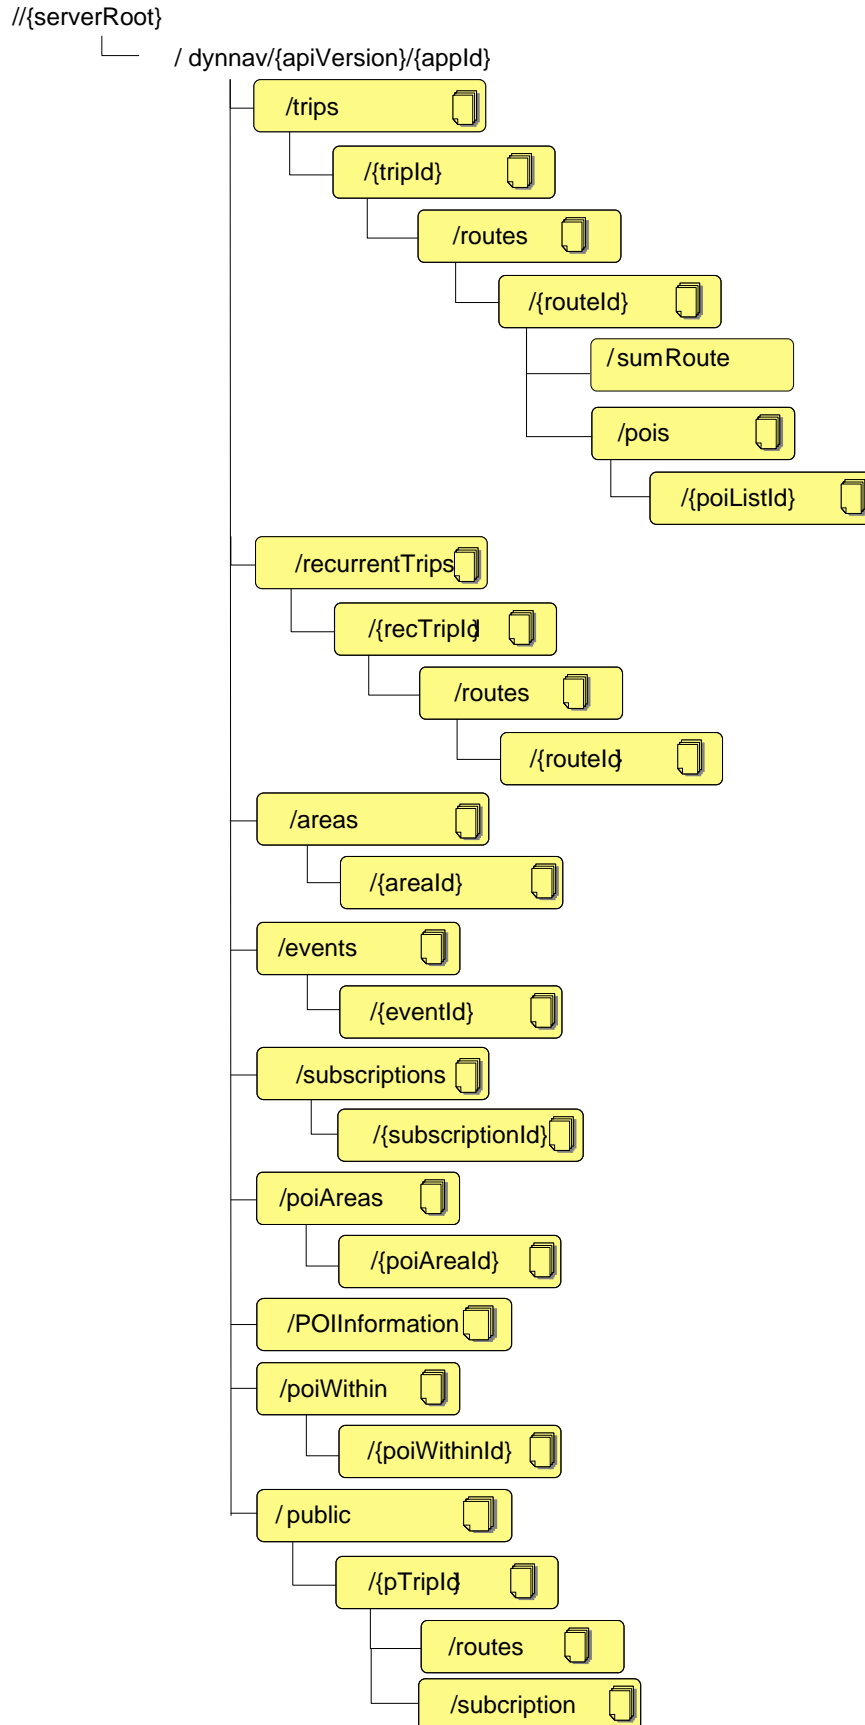 //{serverRoot}
/ dynnav/{apiVersion}/{appId}
/trips
/{tripId}
/routes
/{routeId}
/sumRoute
/pois
/{poiListId}
/recurrentTrips
/{recTripId}
/routes
/{routeId}
/areas
/{areaId}
/events
/{eventId}
/subscriptions
/{subscriptionId}
/poiAreas
/{poiAreaId}
/POIInformation
/poiWithin
/{poiWithinId}
/public
/{pTripId}
/routes
/subcription